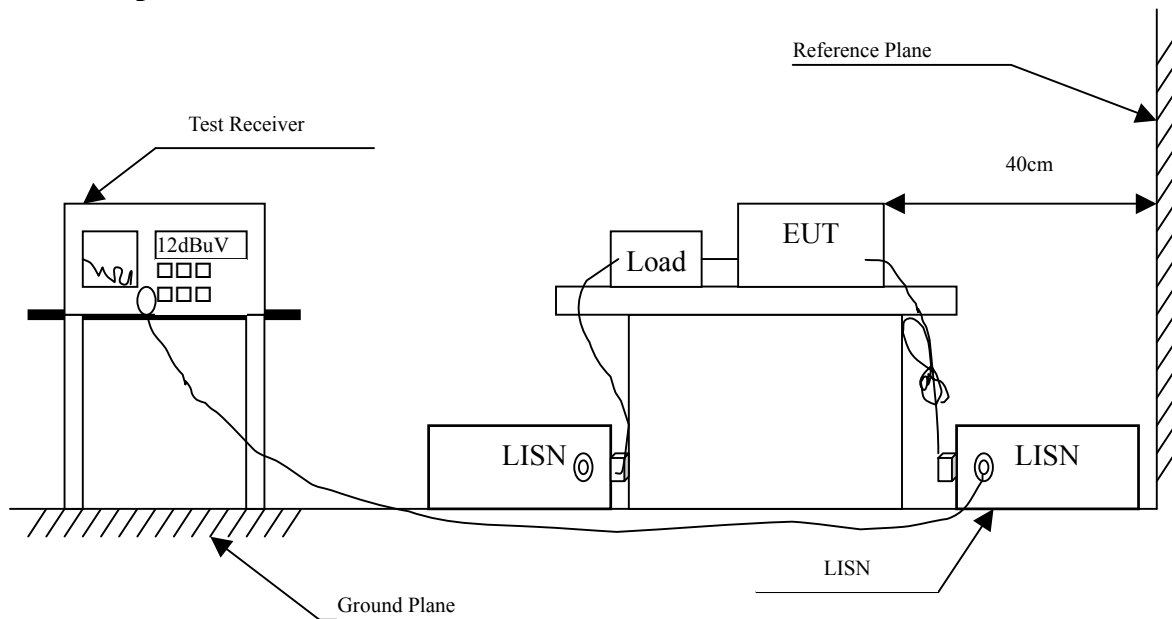 Reference Plane
Test Receiver
40cm
12dBuV
EUT
Load
LISN
LISN
LISN
Ground Plane